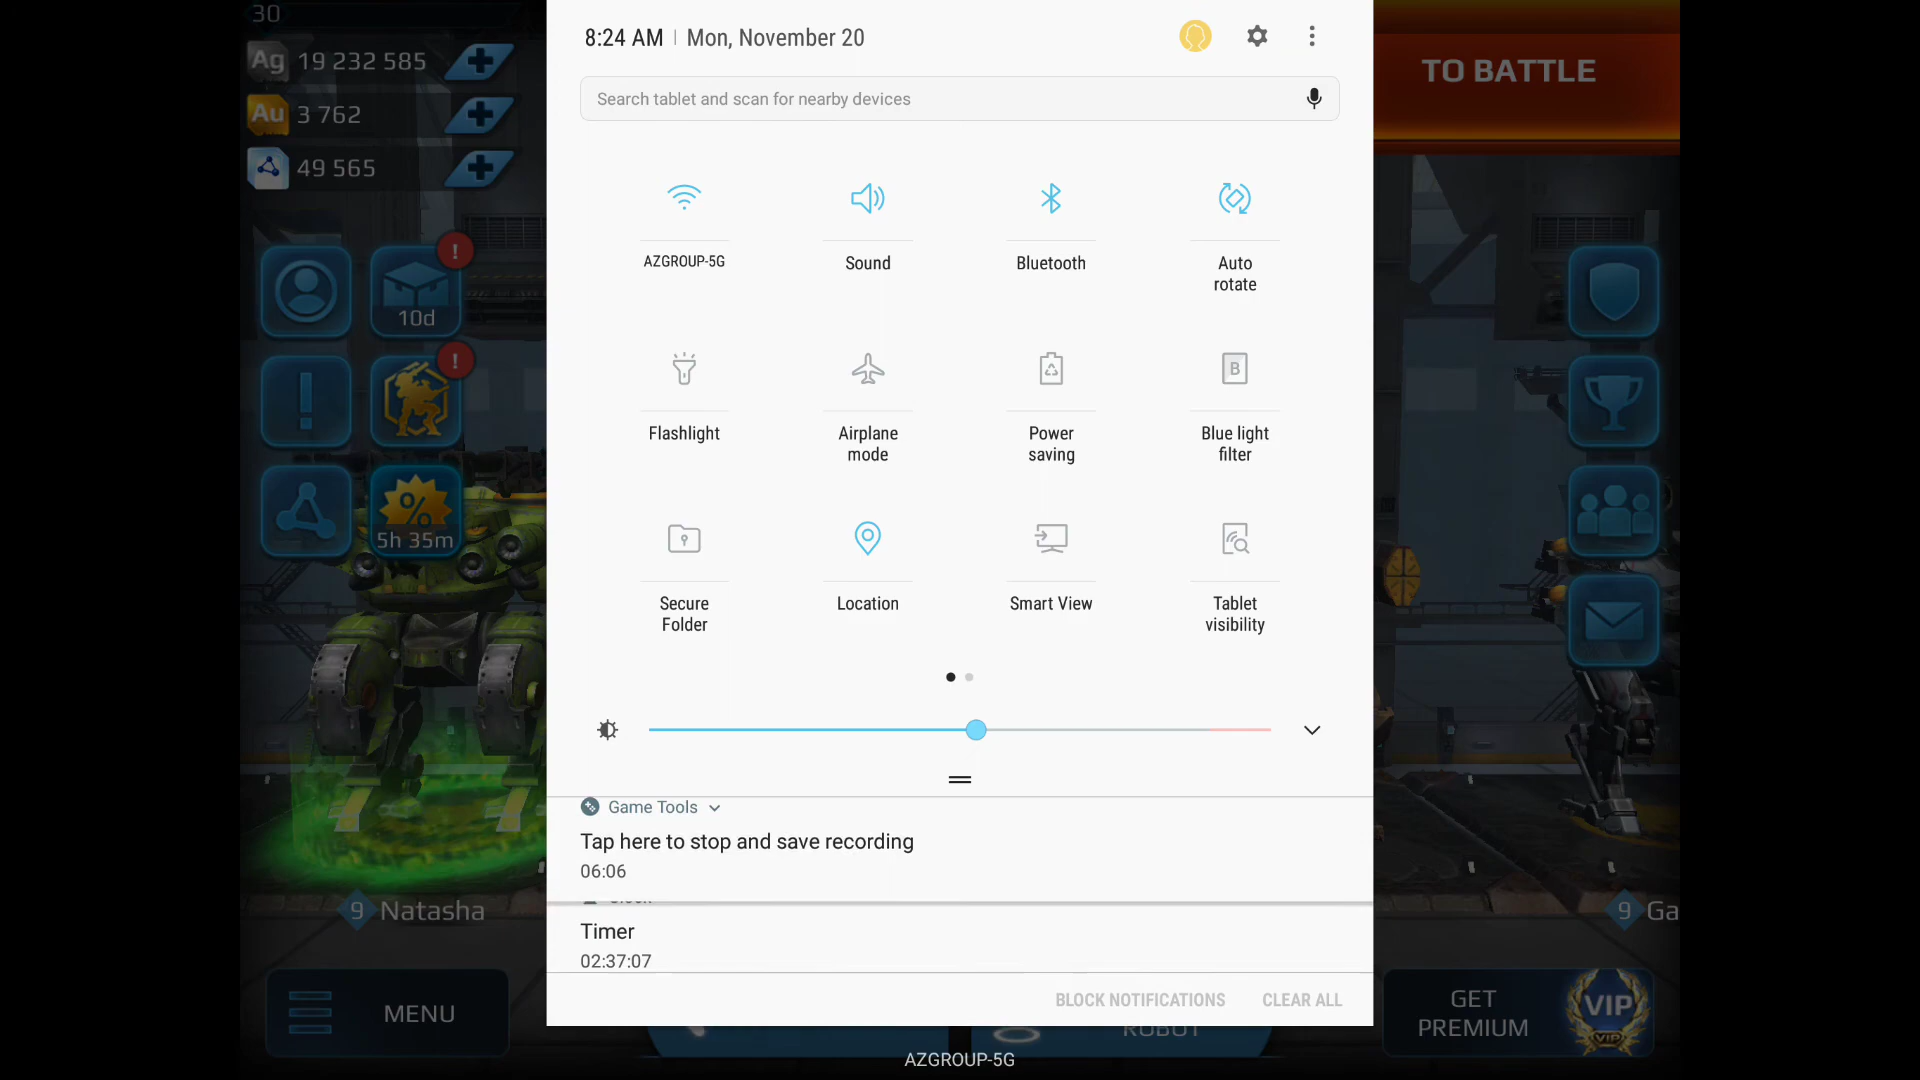 30
Ag 19 232 585
Au 3 762
49 565
10d
5h 35m
9 Natasha
MENU
8:24 AM | Mon, November 20
Search tablet and scan for nearby devices
AZGROUP-5G
Sound
Bluetooth
Auto
rotate
Flashlight
Airplane
mode
Power
saving
B
Blue light
filter
Secure
Folder
Location
Smart View
Tablet
visibility
Game Tools
Tap here to stop and save recording
06:06
Timer
02:37:07
BLOCK NOTIFICATIONS
CLEAR ALL
ROBOT
AZGROUP-5G
TO BATTLE
9 Ga
GET
PREMIUM
VIP
VIP